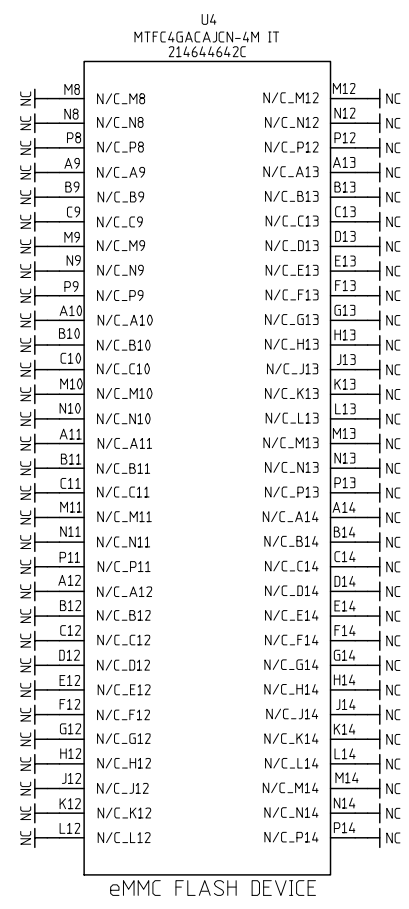 U4
MTFC4GACAJCN-4M IT
214644642C
NC M8 N/C_M8 N/C_M12 M12 NC
NC N8 N/C_N8 N/C_N12 N12 NC
NC P8 N/C_P8 N/C_P12 P12 NC
NC A9 N/C_A9 N/C_A13 A13 NC
NC B9 N/C_B9 N/C_B13 B13 NC
NC C9 N/C_C9 N/C_C13 C13 NC
NC M9 N/C_M9 N/C_D13 D13 NC
NC N9 N/C_N9 N/C_E13 E13 NC
NC P9 N/C_P9 N/C_F13 F13 NC
NC A10 N/C_A10 N/C_G13 G13 NC
NC B10 N/C_B10 N/C_H13 H13 NC
NC C10 N/C_C10 N/C_J13 J13 NC
NC M10 N/C_M10 N/C_K13 K13 NC
NC N10 N/C_N10 N/C_L13 L13 NC
NC A11 N/C_A11 N/C_M13 M13 NC
NC B11 N/C_B11 N/C_N13 N13 NC
NC C11 N/C_C11 N/C_P13 P13 NC
NC M11 N/C_M11 N/C_A14 A14 NC
NC N11 N/C_N11 N/C_B14 B14 NC
NC P11 N/C_P11 N/C_C14 C14 NC
NC A12 N/C_A12 N/C_D14 D14 NC
NC B12 N/C_B12 N/C_E14 E14 NC
NC C12 N/C_C12 N/C_F14 F14 NC
NC D12 N/C_D12 N/C_G14 G14 NC
NC E12 N/C_E12 N/C_H14 H14 NC
NC F12 N/C_F12 N/C_J14 J14 NC
NC G12 N/C_G12 N/C_K14 K14 NC
NC H12 N/C_H12 N/C_L14 L14 NC
NC J12 N/C_J12 N/C_M14 M14 NC
NC K12 N/C_K12 N/C_N14 N14 NC
NC L12 N/C_L12 N/C_P14 P14 NC
eMMC FLASH DEVICE